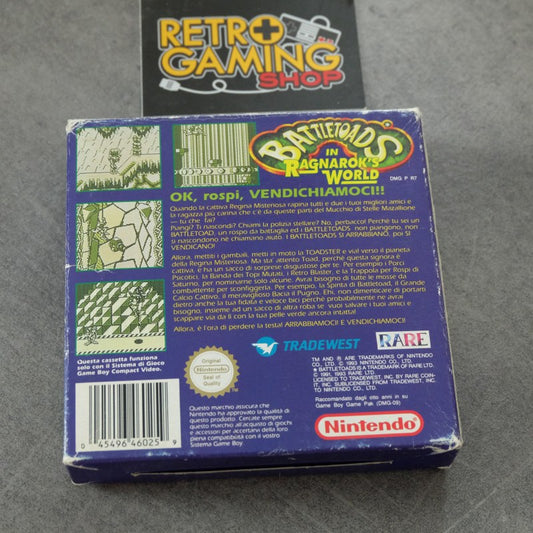 RETRO
GAMING
SHOP
BATTLETOADS
IN
RAGNAROK'S
WORLD
DMG P R7
OK, rospi, VENDICHIAMOCI!!
Quando la cattiva Regina Misteriosa rapina tutti e due i tuoi migliori amici e
la ragazza più carina che c'è da queste parti del Mucchio di Stelle Mazallione
— tu che fai?
Piangi? Ti nascondi? Chiami la polizia stellare? No, perbacco! Perché tu sei un
BATTLETOAD, un rospo da battaglia ed i BATTLETOADS non piangono, non
si nascondono né chiamano aiuto. I BATTLETOADS SI ARRABBIANO, poi SI
VENDICANO!
Allora, mettiti i gambali, metti in moto la TOADSTER e vai verso il pianeta
della Regina Misteriosa. Ma sta' attento Toad, perché questa signora è
cattiva, e ha un sacco di sorprese disgustose per te. Per esempio i Porci
Psicotici, la Banda dei Topi Mutati, i Retro Blaster, e la Trappola per Rospi di
Saturno, per nominarne solo alcune. Avrai bisogno di tutte le mosse da
combattimento per sconfiggerla. Per esempio, la Spinta di Battletoad, il Grande
Calcio Cattivo, il meraviglioso Bacia il Pugno. Ehi, non dimenticare di portarti
dietro anche la tua fidata e veloce bici perché probabilmente ne avrai
bisogno, insieme ad un sacco di altra roba se vuoi salvare i tuoi amici e
scappare via da lì con la tua pelle verde ancora intatta!
Allora, è l'ora di perdere la testa! ARRABBIAMOCI E VENDICHIAMOCI!
Questa cassetta funziona
solo con il Sistema di Gioco
Game Boy Compact Video.
0 45496 46025 9
Original
Nintendo
Seal of
Quality
Questo marchio assicura che
Nintendo ha approvato la qualità di
questo prodotto. Cercate sempre
questo marchio all'acquisto di giochi
e accessori per accertarvi della loro
piena compatibilità con il vostro
Sistema Game Boy
TRADEWEST
RARE
TM AND ® ARE TRADEMARKS OF NINTENDO
CO., LTD. © 1993 NINTENDO CO., LTD.
* BATTLETOADS IS A TRADEMARK OF RARE LTD.
© 1991, 1993 RARE LTD.
LICENSED TO TRADEWEST, INC. BY RARE COIN-
IT, INC. SUBLICENSED FROM TRADEWEST, INC.
TO NINTENDO CO., LTD.
Raccomandato dagli otto anni in su
Game Boy Game Pak (DMG-09)
Nintendo